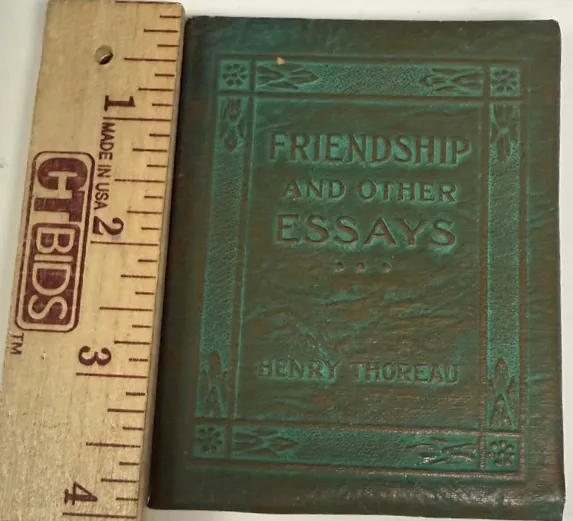 1
MADE IN USA
2
CTBIDS
TM
3
4
FRIENDSHIP
AND OTHER
ESSAYS
HENRY THOREAU